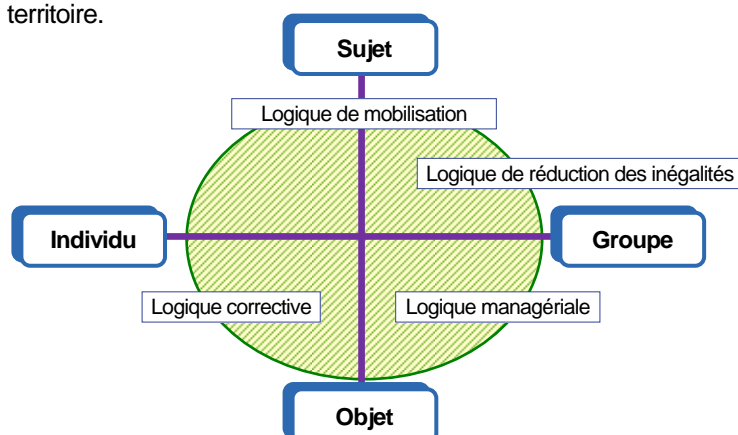 territoire.
Sujet
Logique de mobilisation
Logique de réduction des inégalités
Individu
Groupe
Logique corrective
Logique managériale
Objet